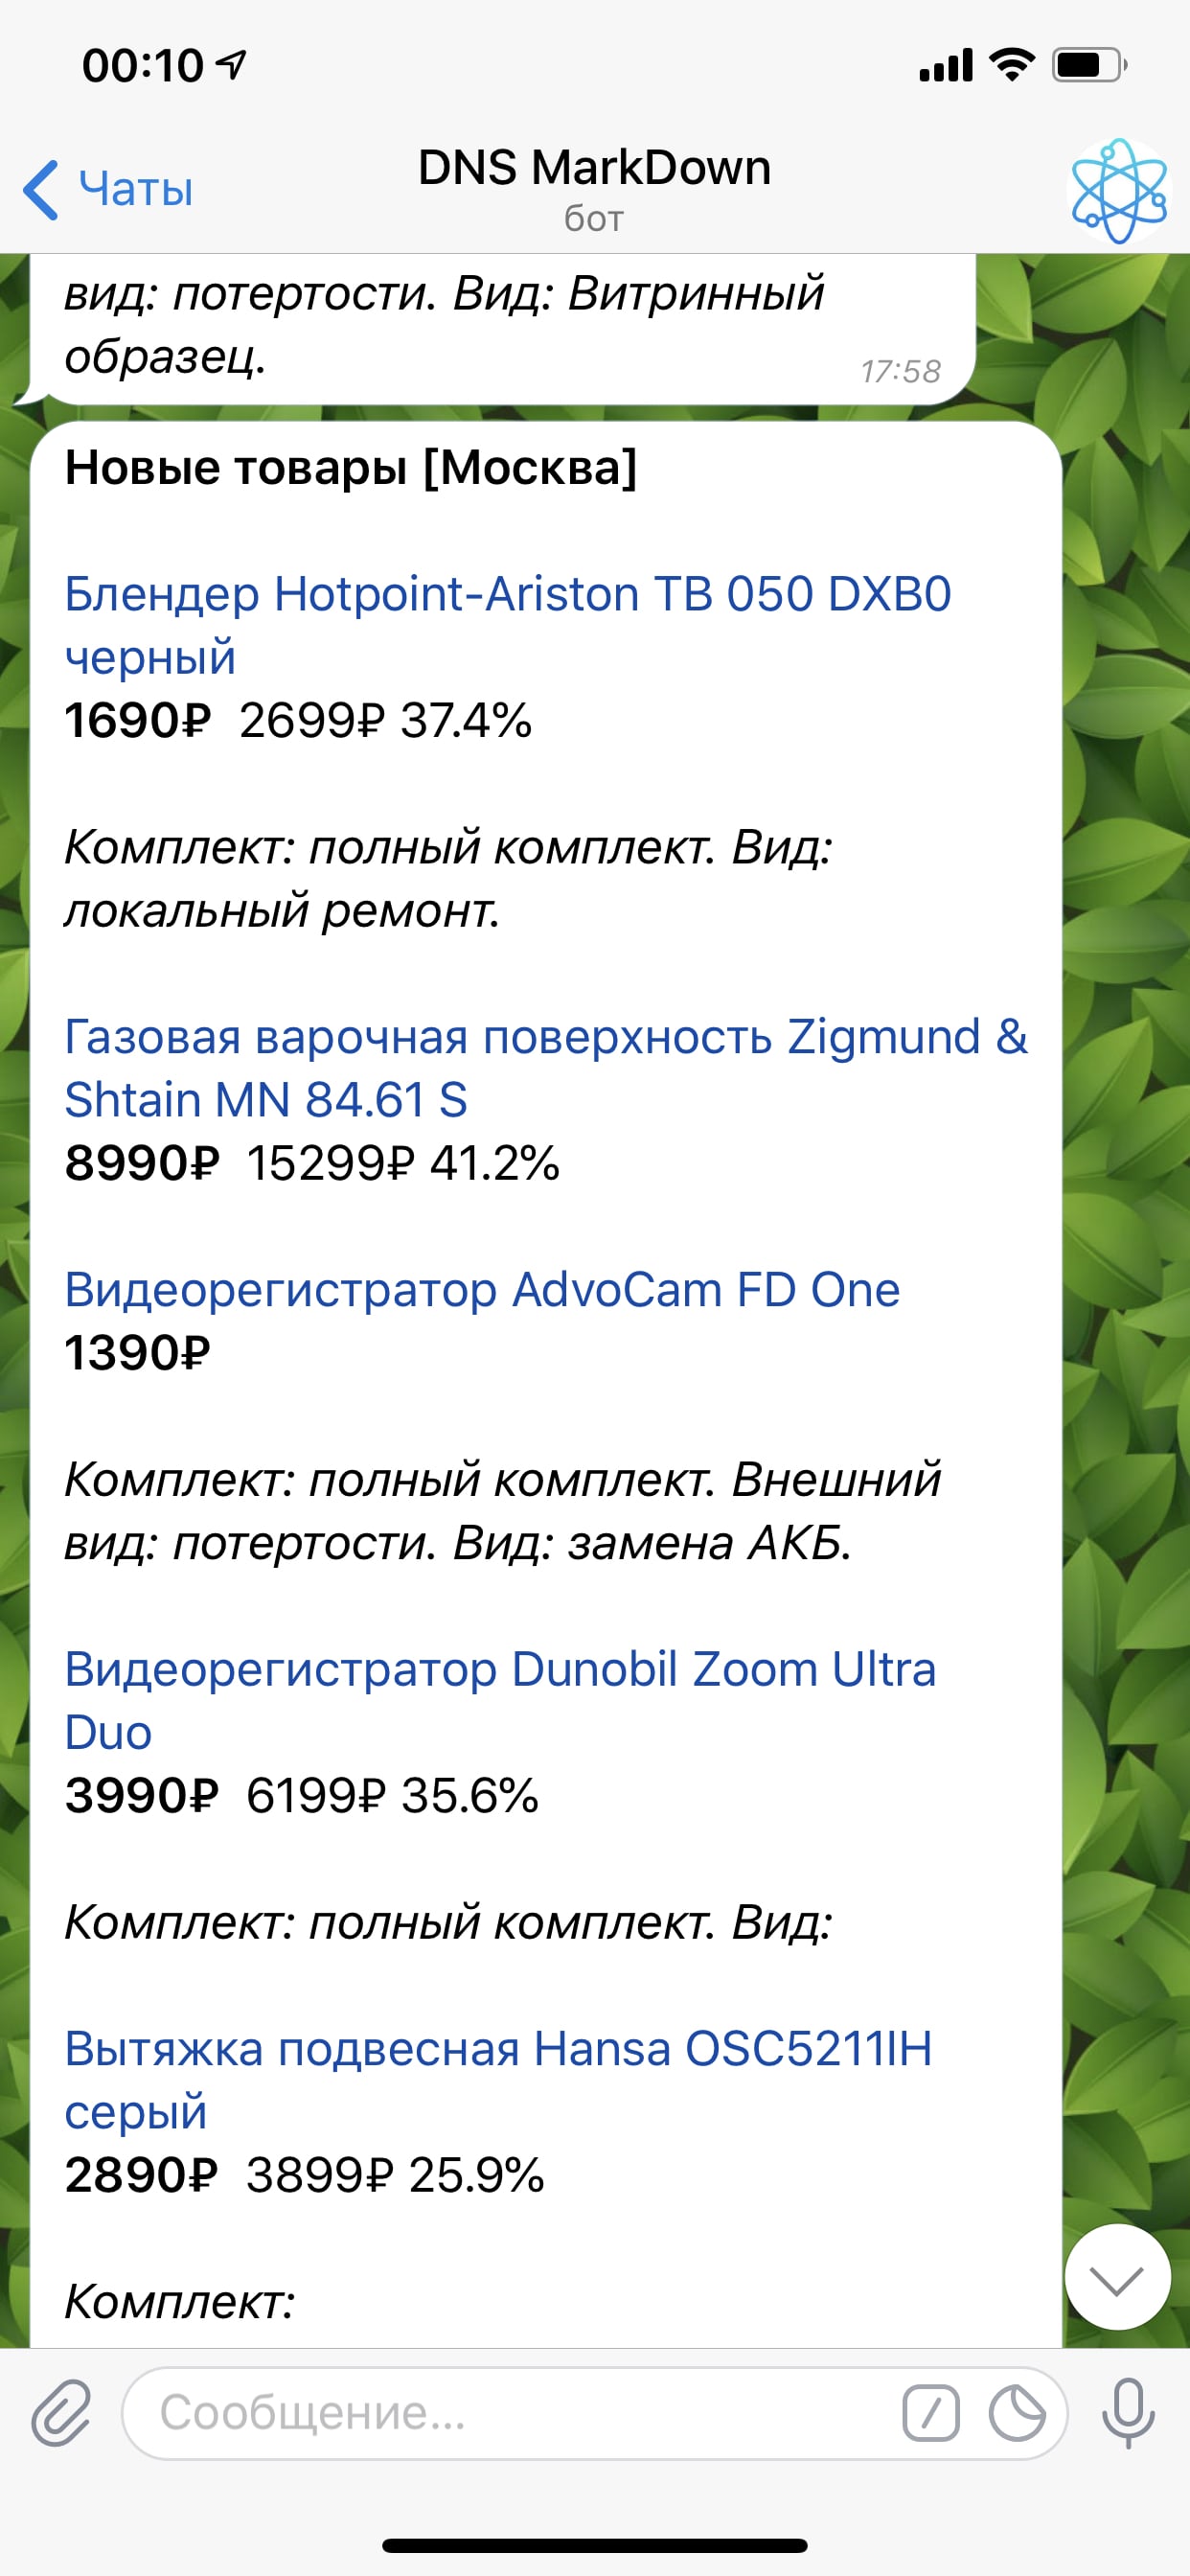 00:10
Чаты
DNS MarkDown
бот
вид: потертости. Вид: Витринный
образец.
17:58
Новые товары [Москва]
Блендер Hotpoint-Ariston TB 050 DXB0
черный
1690₽ 2699₽ 37.4%
Комплект: полный комплект. Вид:
локальный ремонт.
Газовая варочная поверхность Zigmund &
Shtain MN 84.61 S
8990₽ 15299₽ 41.2%
Видеорегистратор AdvoCam FD One
1390₽
Комплект: полный комплект. Внешний
вид: потертости. Вид: замена АКБ.
Видеорегистратор Dunobil Zoom Ultra
Duo
3990₽ 6199₽ 35.6%
Комплект: полный комплект. Вид:
Вытяжка подвесная Hansa OSC5211IH
серый
2890₽ 3899₽ 25.9%
Комплект:
Сообщение...